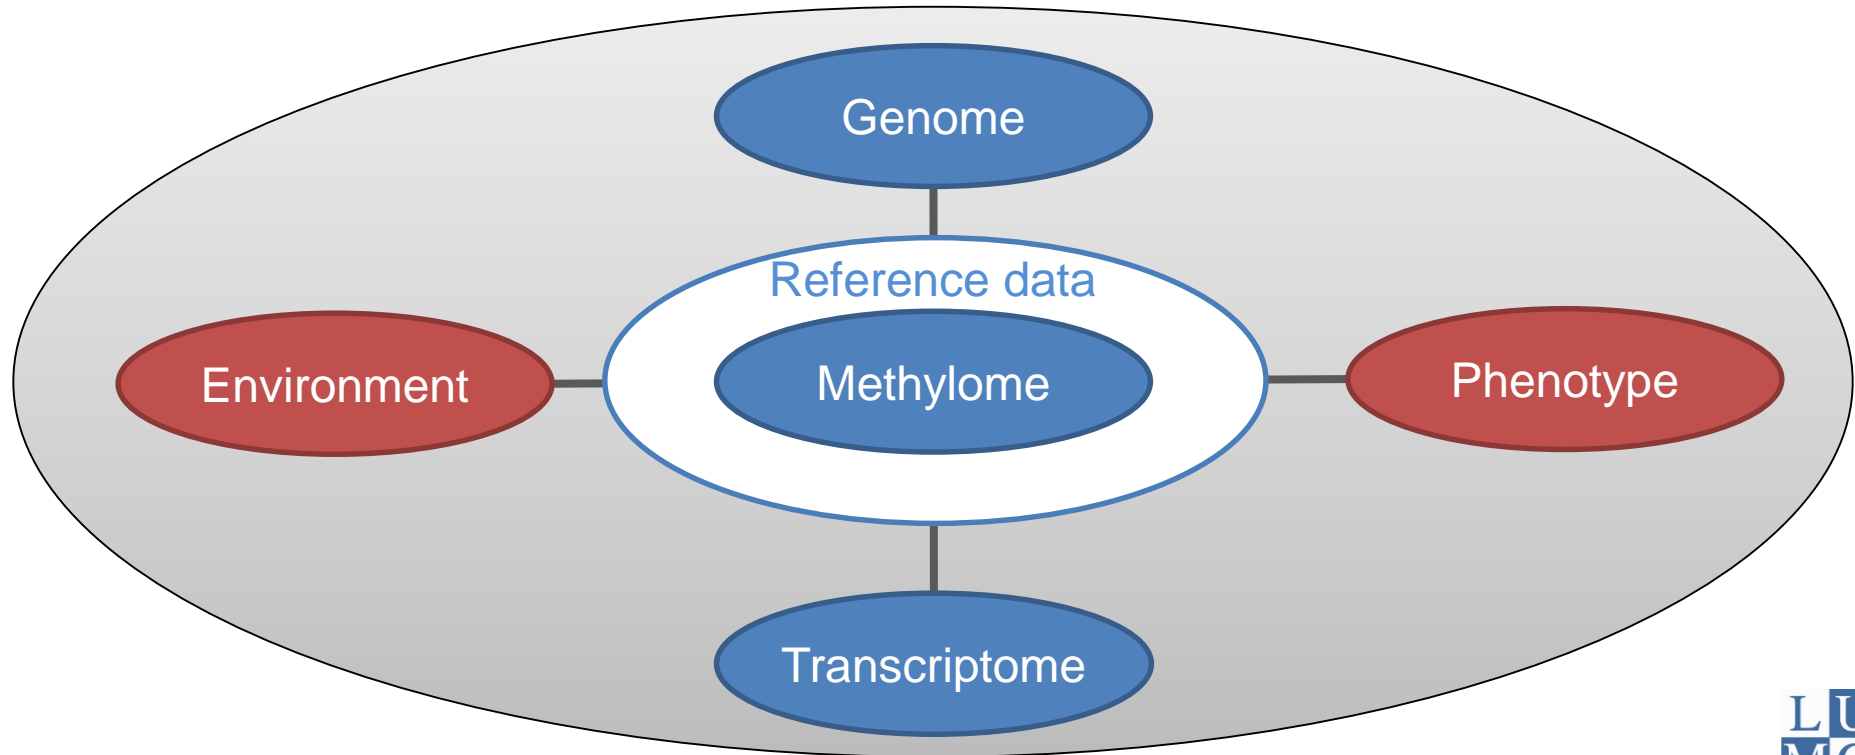 Genome
Reference data
Environment
Methylome
Phenotype
Transcriptome
L U